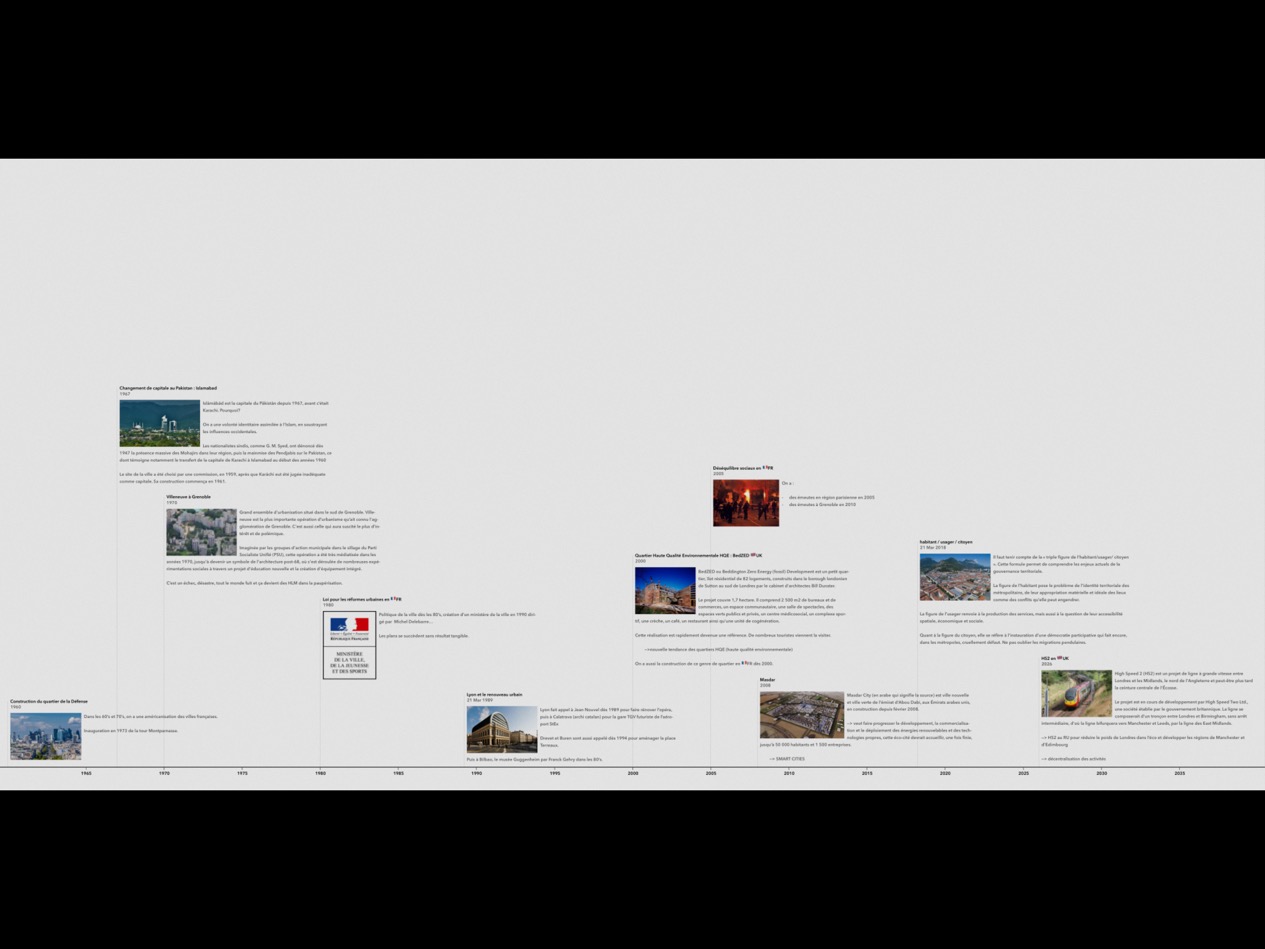 Changement de capitale au Pakistan : Islamabad
1967
Islāmābād est la capitale du Pākistān depuis 1967, avant c'était
Karachi. Pourquoi?
On a une volonté identitaire assimilée à l'Islam, en soustrayant
les influences occidentales.
Les nationalistes sindis, comme G. M. Syed, ont dénoncé dès
1947 la présence massive des Muhajirs dans leur région, puis la mainmise des Pendjabis sur le Pakistan, ce
dont témoigne notamment le transfert de la capitale de Karachi à Islamabad au début des années 1960
Le site de la ville a été choisi par une commission, en 1959, après que Karāchi eut été jugée inadéquate
comme capitale. Sa construction commença en 1961.
Villeneuve à Grenoble
1970
Grand ensemble d'urbanisation situé dans le sud de Grenoble. Ville-
neuve est la plus importante opération d'urbanisme qu'ait connu l'ag-
glomération de Grenoble. C'est aussi celle qui aura suscité le plus d'in-
térêt et de polémique.
Imaginée par les groupes d'action municipale dans le sillage du Parti
Socialiste Unifié (PSU), cette opération a été très médiatisée dans les
années 1970, jusqu'à devenir un symbole de l'architecture post-68, où s'est déroulée de nombreuses expé-
rimentations sociales à travers un projet d'éducation nouvelle et la création d'équipement intégré.
C'est un échec, désastre, tout le monde fuit et ça devient des HLM dans la paupérisation.
Loi pour les réformes urbaines en FR
1980
Liberté • Égalité • Fraternité
RÉPUBLIQUE FRANÇAISE
MINISTÈRE
DE LA VILLE,
DE LA JEUNESSE
ET DES SPORTS
Politique de la ville dès les 80's, création d'un ministère de la ville en 1990 diri-
gé par Michel Delebarre...
Les plans se succèdent sans résultat tangible.
Construction du quartier de la Défense
1960
Dans les 60's et 70's, on a une américanisation des villes françaises.
Inauguration en 1973 de la tour Montparnasse.
Lyon et le renouveau urbain
21 Mar 1989
Lyon fait appel à Jean Nouvel dès 1989 pour faire rénover l'opéra,
puis à Calatrava (archi catalan) pour la gare TGV futuriste de l'aéro-
port Stéx
Drevet et Buren sont aussi appelé dès 1994 pour aménager la place
Terreaux.
Puis à Bilbao, le musée Guggenheim par Franck Gehry dans les 80's.
Déséquilibre sociaux en FR
2005
On a :
des émeutes en région parisienne en 2005
des émeutes à Grenoble en 2010
Quartier Haute Qualité Environnementale HQE : BedZED UK
2000
BedZED ou Beddington Zero Energy (fossil) Development est un petit quar-
tier. Est résidentiel de 82 logements, construits dans le borough londonien
de Sutton au sud de Londres par le cabinet d'architectes Bill Dunster.
Le projet couvre 1,7 hectare. Il comprend 2 500 m2 de bureaux et de
commerces, un espace communautaire, une salle de spectacles, des
espaces verts publics et privés, un centre médicosocial, un complexe spor-
tif, une crèche, un café, un restaurant ainsi qu'une unité de cogénération.
Cette réalisation est rapidement devenue une référence. De nombreux touristes viennent la visiter.
-->nouvelle tendance des quartiers HQE (haute qualité environnementale)
On a aussi la construction de ce genre de quartier en FR dès 2005.
Masdar
2008
Masdar City (en arabe qui signifie la source) est ville nouvelle
et ville verte de l'émirat d'Abou Dabi, aux Émirats arabes unis,
en construction depuis février 2008.
--> veut faire progresser le développement, la commercialisa-
tion et le déploiement des énergies renouvelables et des tech-
nologies propres, cette éco-cité devrait accueillir, une fois finie,
jusqu'à 50 000 habitants et 1 500 entreprises.
--> SMART CITIES
habitant / usager / citoyen
21 Mar 2018
Il faut tenir compte de la « triple figure de l'habitant/usager/ citoyen
». Cette formule permet de comprendre les enjeux actuels de la
gouvernance territoriale.
La figure de l'habitant pose le problème de l'identité territoriale des
métropolitains, de leur appropriation matérielle et idéale des lieux
comme des conflits qu'elle peut engendrer.
La figure de l'usager renvoie à la production des services, mais aussi à la question de leur accessibilité
spatiale, économique et sociale.
Quant à la figure du citoyen, elle se réfère à l'instauration d'une démocratie participative qui fait encore,
dans les métropoles, cruellement défaut. Ne pas oublier les migrations pendulaires.
HS2 en UK
2026
High Speed 2 (HS2) est un projet de ligne à grande vitesse entre
Londres et les Midlands, le nord de l'Angleterre et peut-être plus tard
la ceinture centrale de l'Écosse.
Le projet est en cours de développement par High Speed Two Ltd,
une société établie par le gouvernement britannique. La ligne se
composerait d'un tronçon entre Londres et Birmingham, sans arrêt
intermédiaire, d'où la ligne bifurquera vers Manchester et Leeds, par la ligne des East-Midlands.
--> HS2 au RU pour réduire le poids de Londres dans l'éco et développer les régions de Manchester et
d'Edimbourg
--> décentralisation des activités
1965 1970 1975 1980 1985 1990 1995 2000 2005 2010 2015 2020 2025 2030 2035